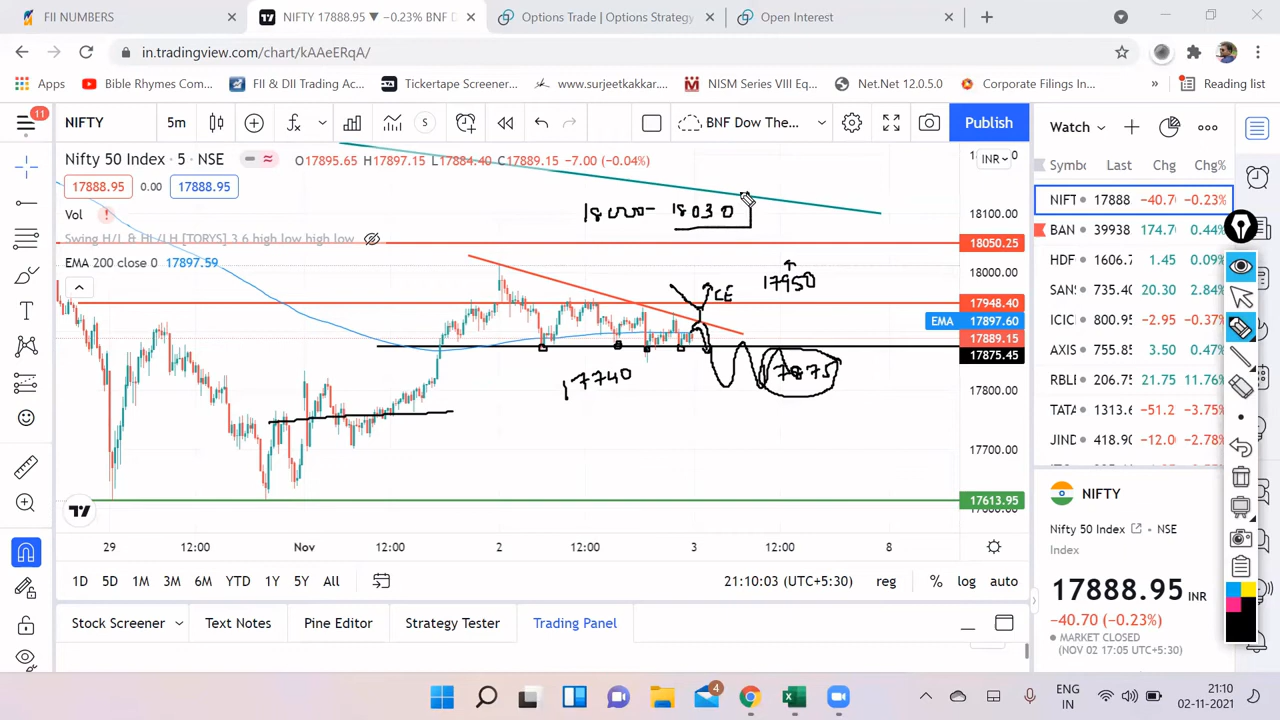 FII NUMBERS
NIFTY 17888.95 ▼ −0.23% BNF D
Options Trade | Options Strategy
Open Interest
in.tradingview.com/chart/kAAeERqA/
Apps
Bible Rhymes Com...
FII & DII Trading Ac...
Tickertape Screener...
www.surjeetkakkar....
NISM Series VIII Eq...
Net.Net 12.0.5.0
Corporate Filings In...
»
Reading list
11
NIFTY
5m
S
BNF Dow The...
Publish
Watch
Nifty 50 Index • 5 • NSE
O17895.65 H17897.15 L17884.40 C17889.15 −7.00 (−0.04%)
INR
Symbo
Last
Chg
Chg%
17888.95
0.00
17888.95
NIFT
17888
−40.7
−0.23%
Vol
18000- 18030
18100.00
BAN
39938
174.7
0.44%
Swing H/L & HL/LH [TORYS] 3 6 high low high low
18050.25
EMA 200 close 0 17897.59
HDF
1606.7
1.45
0.09%
18000.00
17950
SAN
735.40
20.30
2.84%
CE
17948.40
EMA
17897.60
ICIC
800.95
−2.95
−0.37%
17889.15
17875.45
AXIS
755.85
3.50
0.47%
17740
7875
RBLE
206.75
21.75
11.76%
17800.00
TATA
1313.6
−51.2
−3.75%
JIND
418.90
−12.0
−2.78%
17700.00
17613.95
NIFTY
Nifty 50 Index
NSE
Index
29
12:00
Nov
12:00
2
12:00
3
12:00
8
1D
5D
1M
3M
6M
YTD
1Y
5Y
All
21:10:03 (UTC+5:30)
reg
%
log
auto
17888.95 INR
−40.70 (−0.23%)
Stock Screener
Text Notes
Pine Editor
Strategy Tester
Trading Panel
MARKET CLOSED
(NOV 02 17:05 UTC+5:30)
4
ENG
IN
21:10
02-11-2021